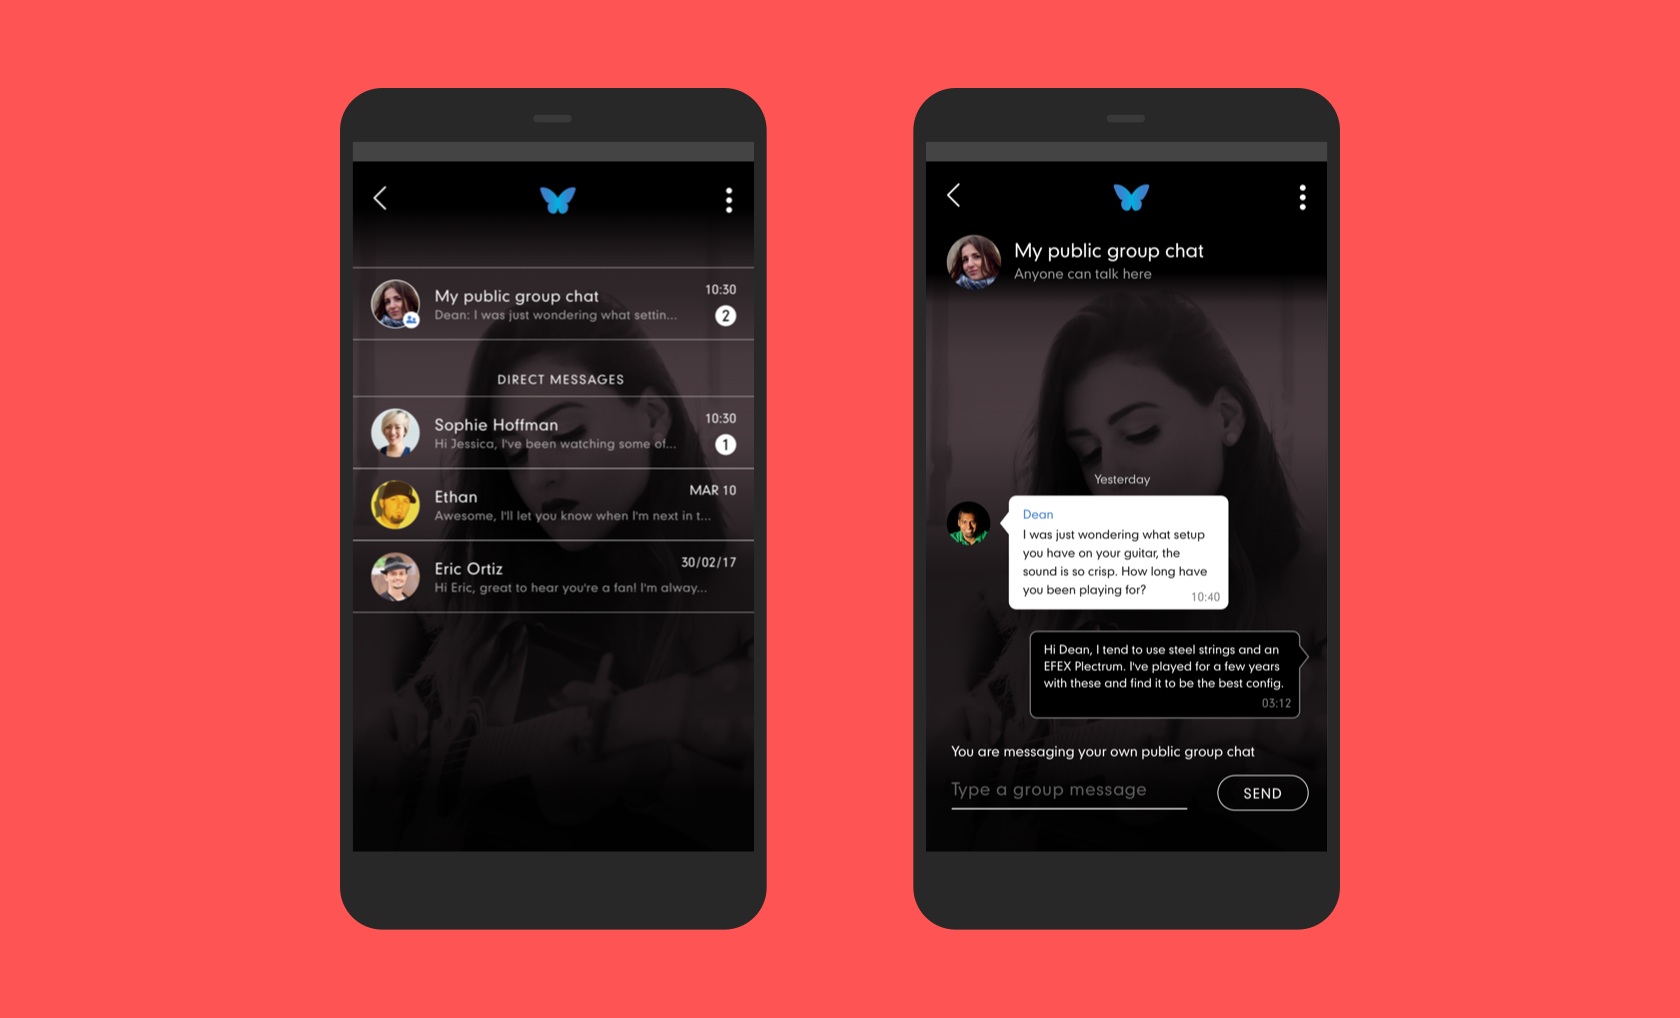 My public group chat
10:30
Dean: I was just wondering what settin...
2
DIRECT MESSAGES
Sophie Hoffman
10:30
Hi Jessica, I've been watching some of...
1
Ethan
MAR 10
Awesome, I'll let you know when I'm next in t...
Eric Ortiz
30/02/17
Hi Eric, great to hear you're a fan! I'm alway...
My public group chat
Anyone can talk here
Yesterday
Dean
I was just wondering what setup
you have on your guitar, the
sound is so crisp. How long have
you been playing for?
10:40
Hi Dean, I tend to use steel strings and an
EFEX Plectrum. I've played for a few years
with these and find it to be the best config.
03:12
You are messaging your own public group chat
Type a group message
SEND